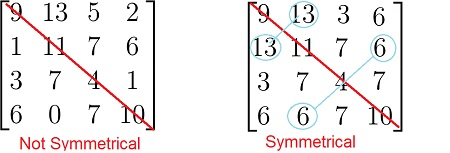 9 13 5 2
1 11 7 6
3 7 4 1
6 0 7 10
Not Symmetrical
9 13 3 6
13 11 7 6
3 7 4 7
6 6 7 10
Symmetrical